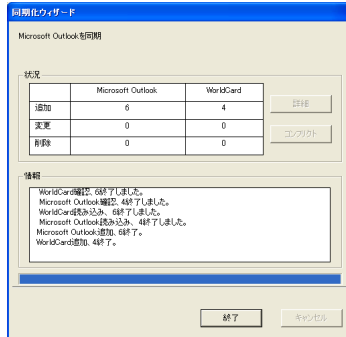 同期化ウィザード
Microsoft Outlookを同期
状況
Microsoft Outlook WorldCard
追加 6 4
変更 0 0
削除 0 0
詳細
コンフリクト
情報
WorldCard確認、6終了しました。
Microsoft Outlook確認、4終了しました。
WorldCard読み込み、6終了しました。
Microsoft Outlook読み込み、4終了しました。
Microsoft Outlook追加、6終了。
WorldCard追加、4終了。
終了
キャンセル